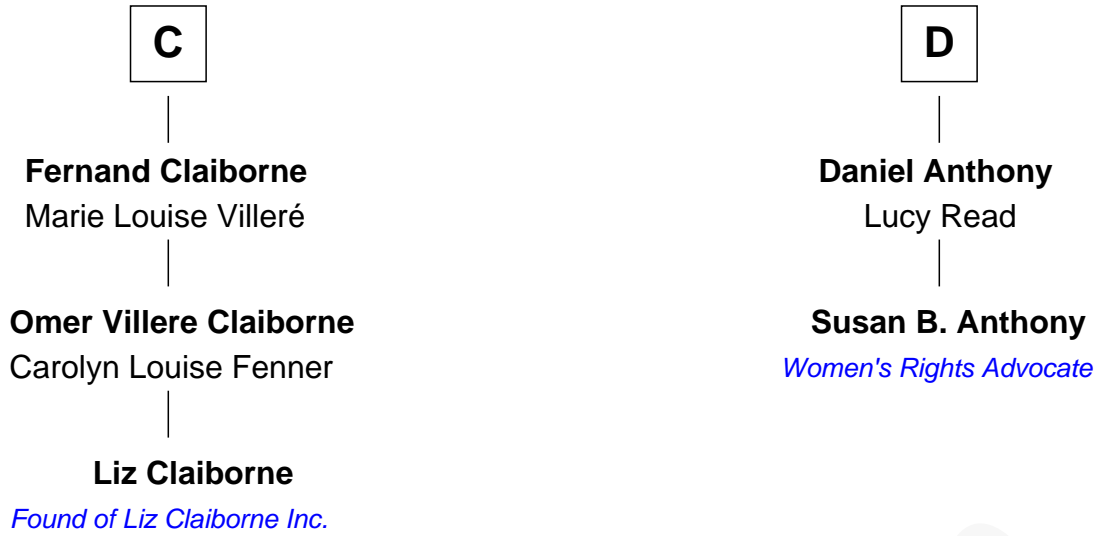 C
Fernand Claiborne
Marie Louise Villeré
Omer Villere Claiborne
Carolyn Louise Fenner
Liz Claiborne
Found of Liz Claiborne Inc.
D
Daniel Anthony
Lucy Read
Susan B. Anthony
Women's Rights Advocate